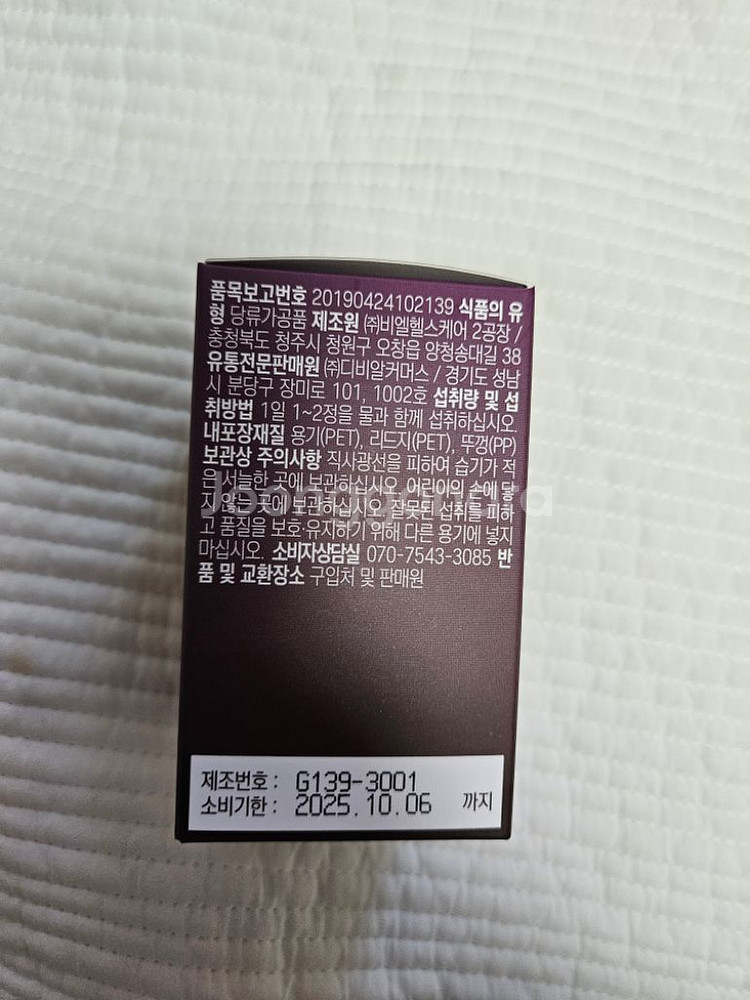 품목보고번호 20190424102139 식품의 유
형 당류가공품 제조원 ㈜비엘헬스케어 2공장 /
충청북도 청주시 청원구 오창읍 양청송대길 38
유통전문판매원 ㈜디비알커머스 / 경기도 성남
시 분당구 장미로 101, 1002호 섭취량 및 섭
취방법 1일 1~2정을 물과 함께 섭취하십시오.
내포장재질 용기(PET), 리드지(PET), 뚜껑(PP)
보관상 주의사항 직사광선을 피하여 습기가 적
은 서늘한 곳에 보관하십시오. 어린이의 손에 닿
지 않는 곳에 보관하십시오. 잘못된 섭취를 피하
고 품질을 보호·유지하기 위해 다른 용기에 넣지
마십시오. 소비자상담실 070-7543-3085 반
품 및 교환장소 구입처 및 판매원
Joonggonara
제조번호 : G139-3001
소비기한 : 2025.10.06 까지